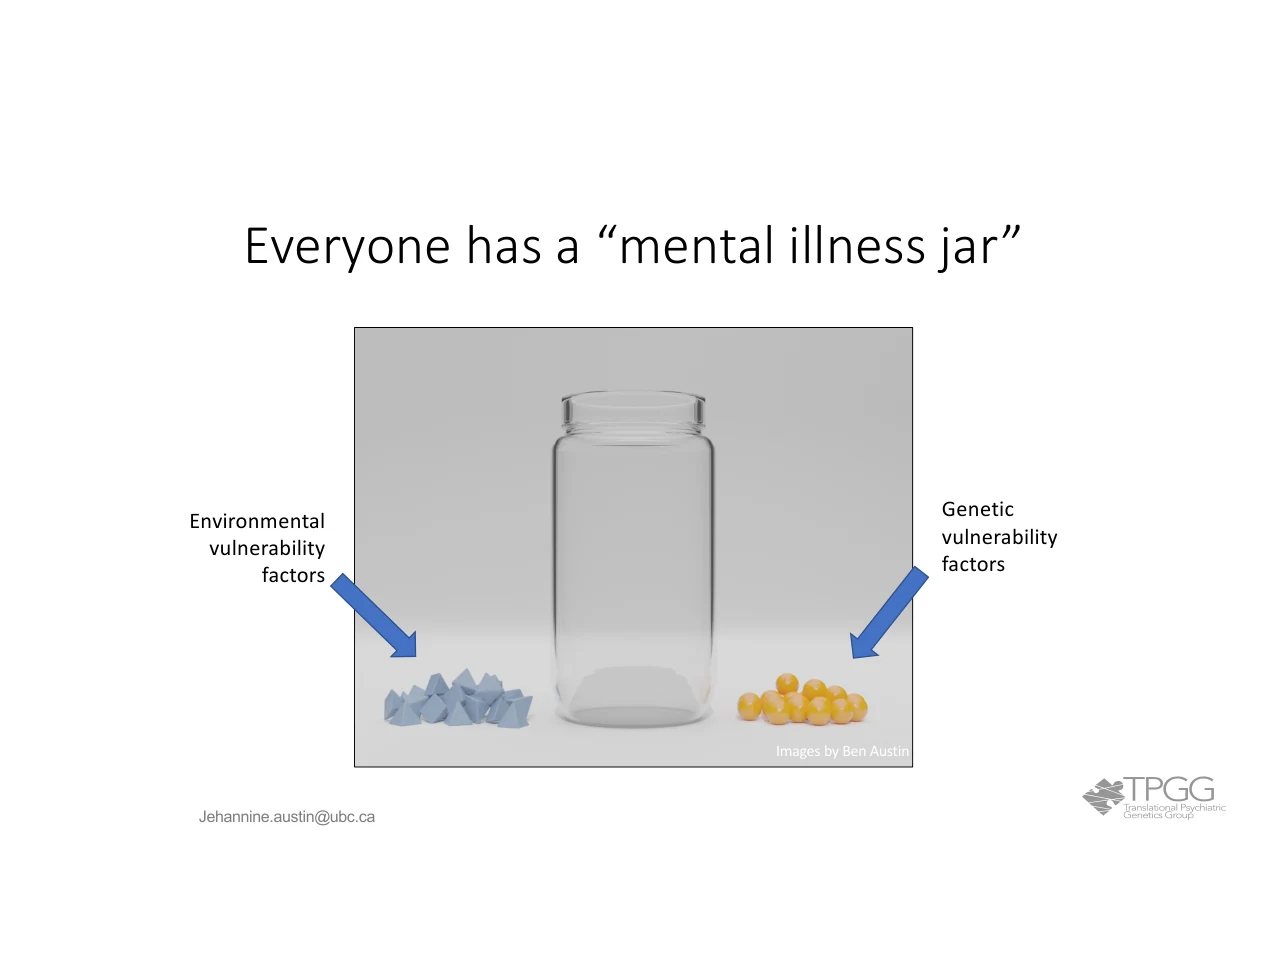 Everyone has a “mental illness jar”
Environmental
vulnerability
factors
Genetic
vulnerability
factors
Images by Ben Austin
Jehannine.austin@ubc.ca
TPGG
Translational Psychiatric
Genetics Group